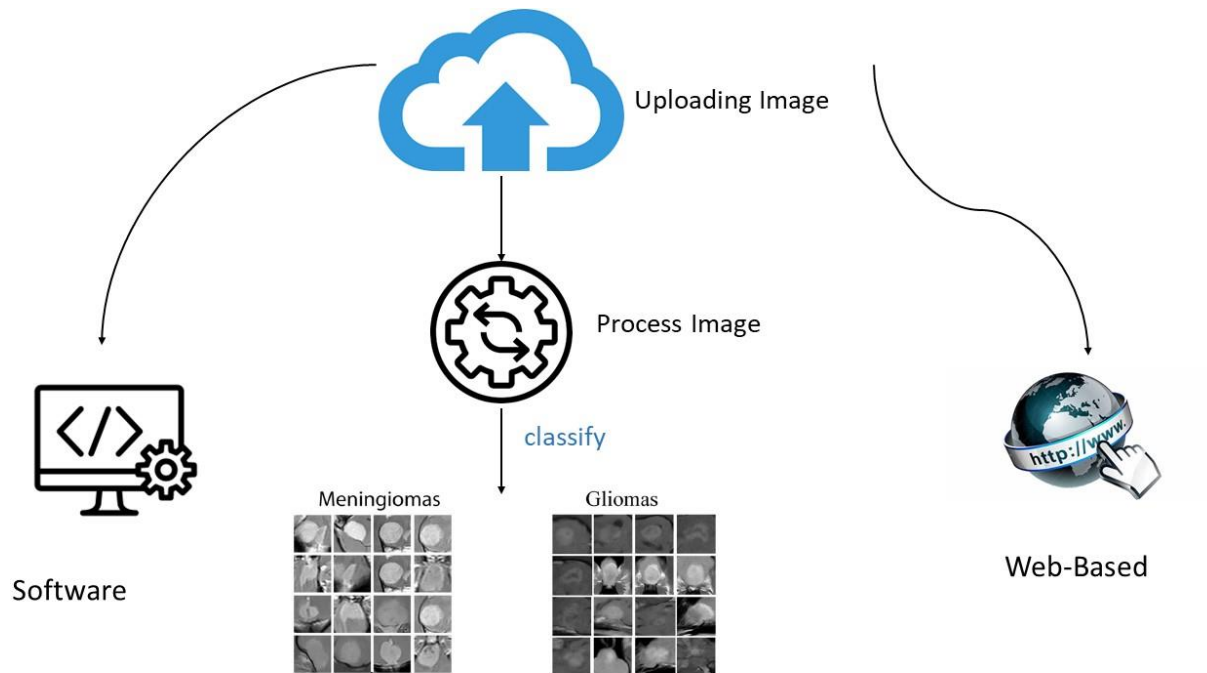 Uploading Image
Process Image
classify
</>
http://www.
Meningiomas
Gliomas
Software
Web-Based